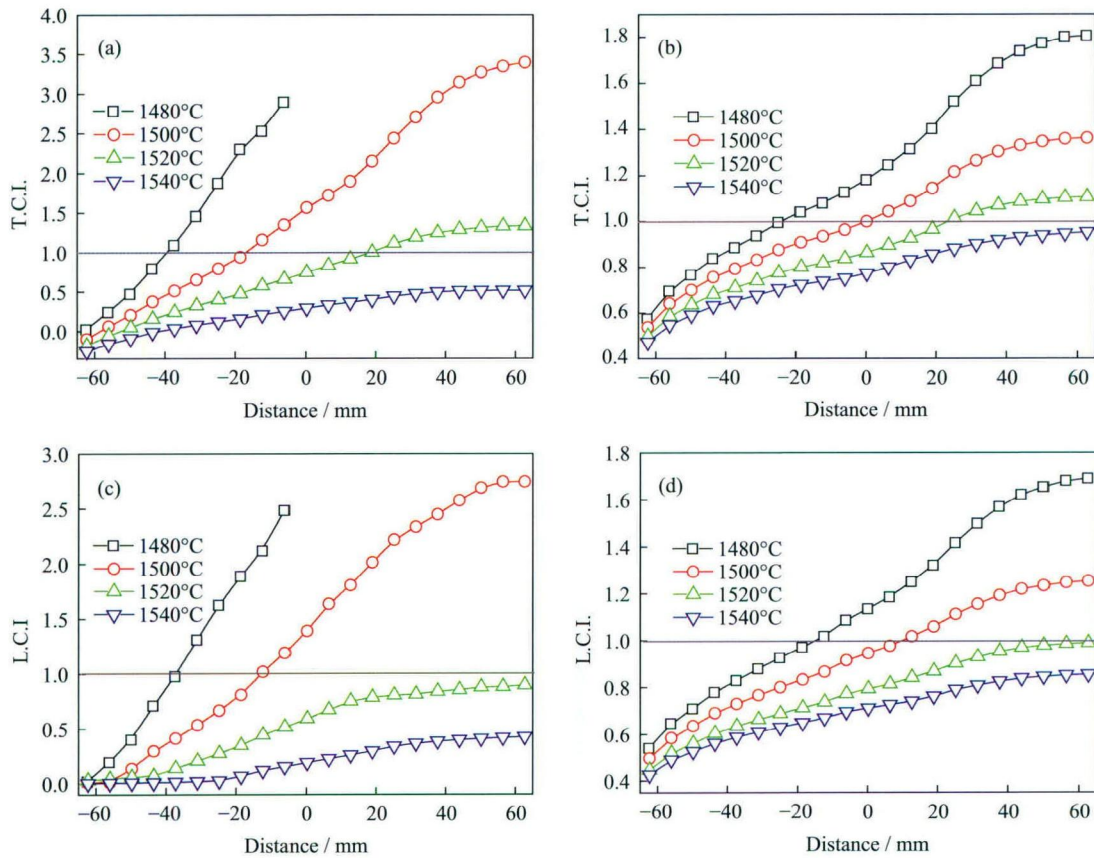 4.0
3.5
3.0
2.5
2.0
1.5
1.0
0.5
0.0
T.C.I.
(a)
1480°C
1500°C
1520°C
1540°C
−60 −40 −20 0 20 40 60
Distance / mm
1.8
1.6
1.4
1.2
1.0
0.8
0.6
0.4
T.C.I.
(b)
1480°C
1500°C
1520°C
1540°C
−60 −40 −20 0 20 40 60
Distance / mm
3.0
2.5
2.0
1.5
1.0
0.5
0.0
L.C.I
(c)
1480°C
1500°C
1520°C
1540°C
−60 −40 −20 0 20 40 60
Distance / mm
1.8
1.6
1.4
1.2
1.0
0.8
0.6
0.4
L.C.I.
(d)
1480°C
1500°C
1520°C
1540°C
−60 −40 −20 0 20 40 60
Distance / mm